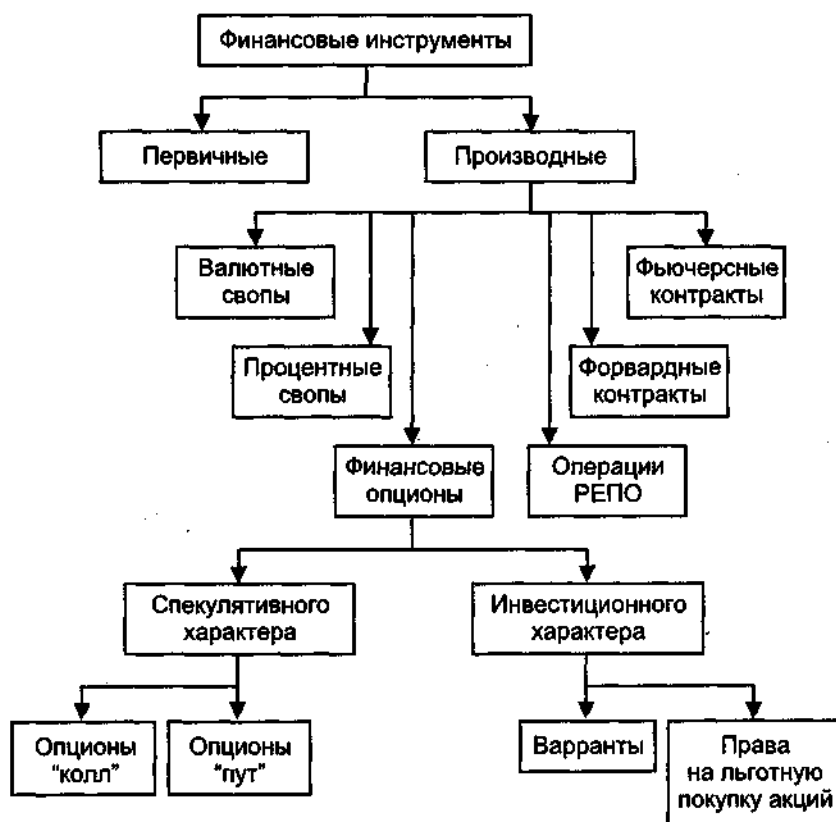 Финансовые инструменты
Первичные
Производные
Валютные
свопы
Фьючерсные
контракты
Процентные
свопы
Форвардные
контракты
Финансовые
опционы
Операции
РЕПО
Спекулятивного
характера
Инвестиционного
характера
Опционы
"колл"
Опционы
"пут"
Варранты
Права
на льготную
покупку акций